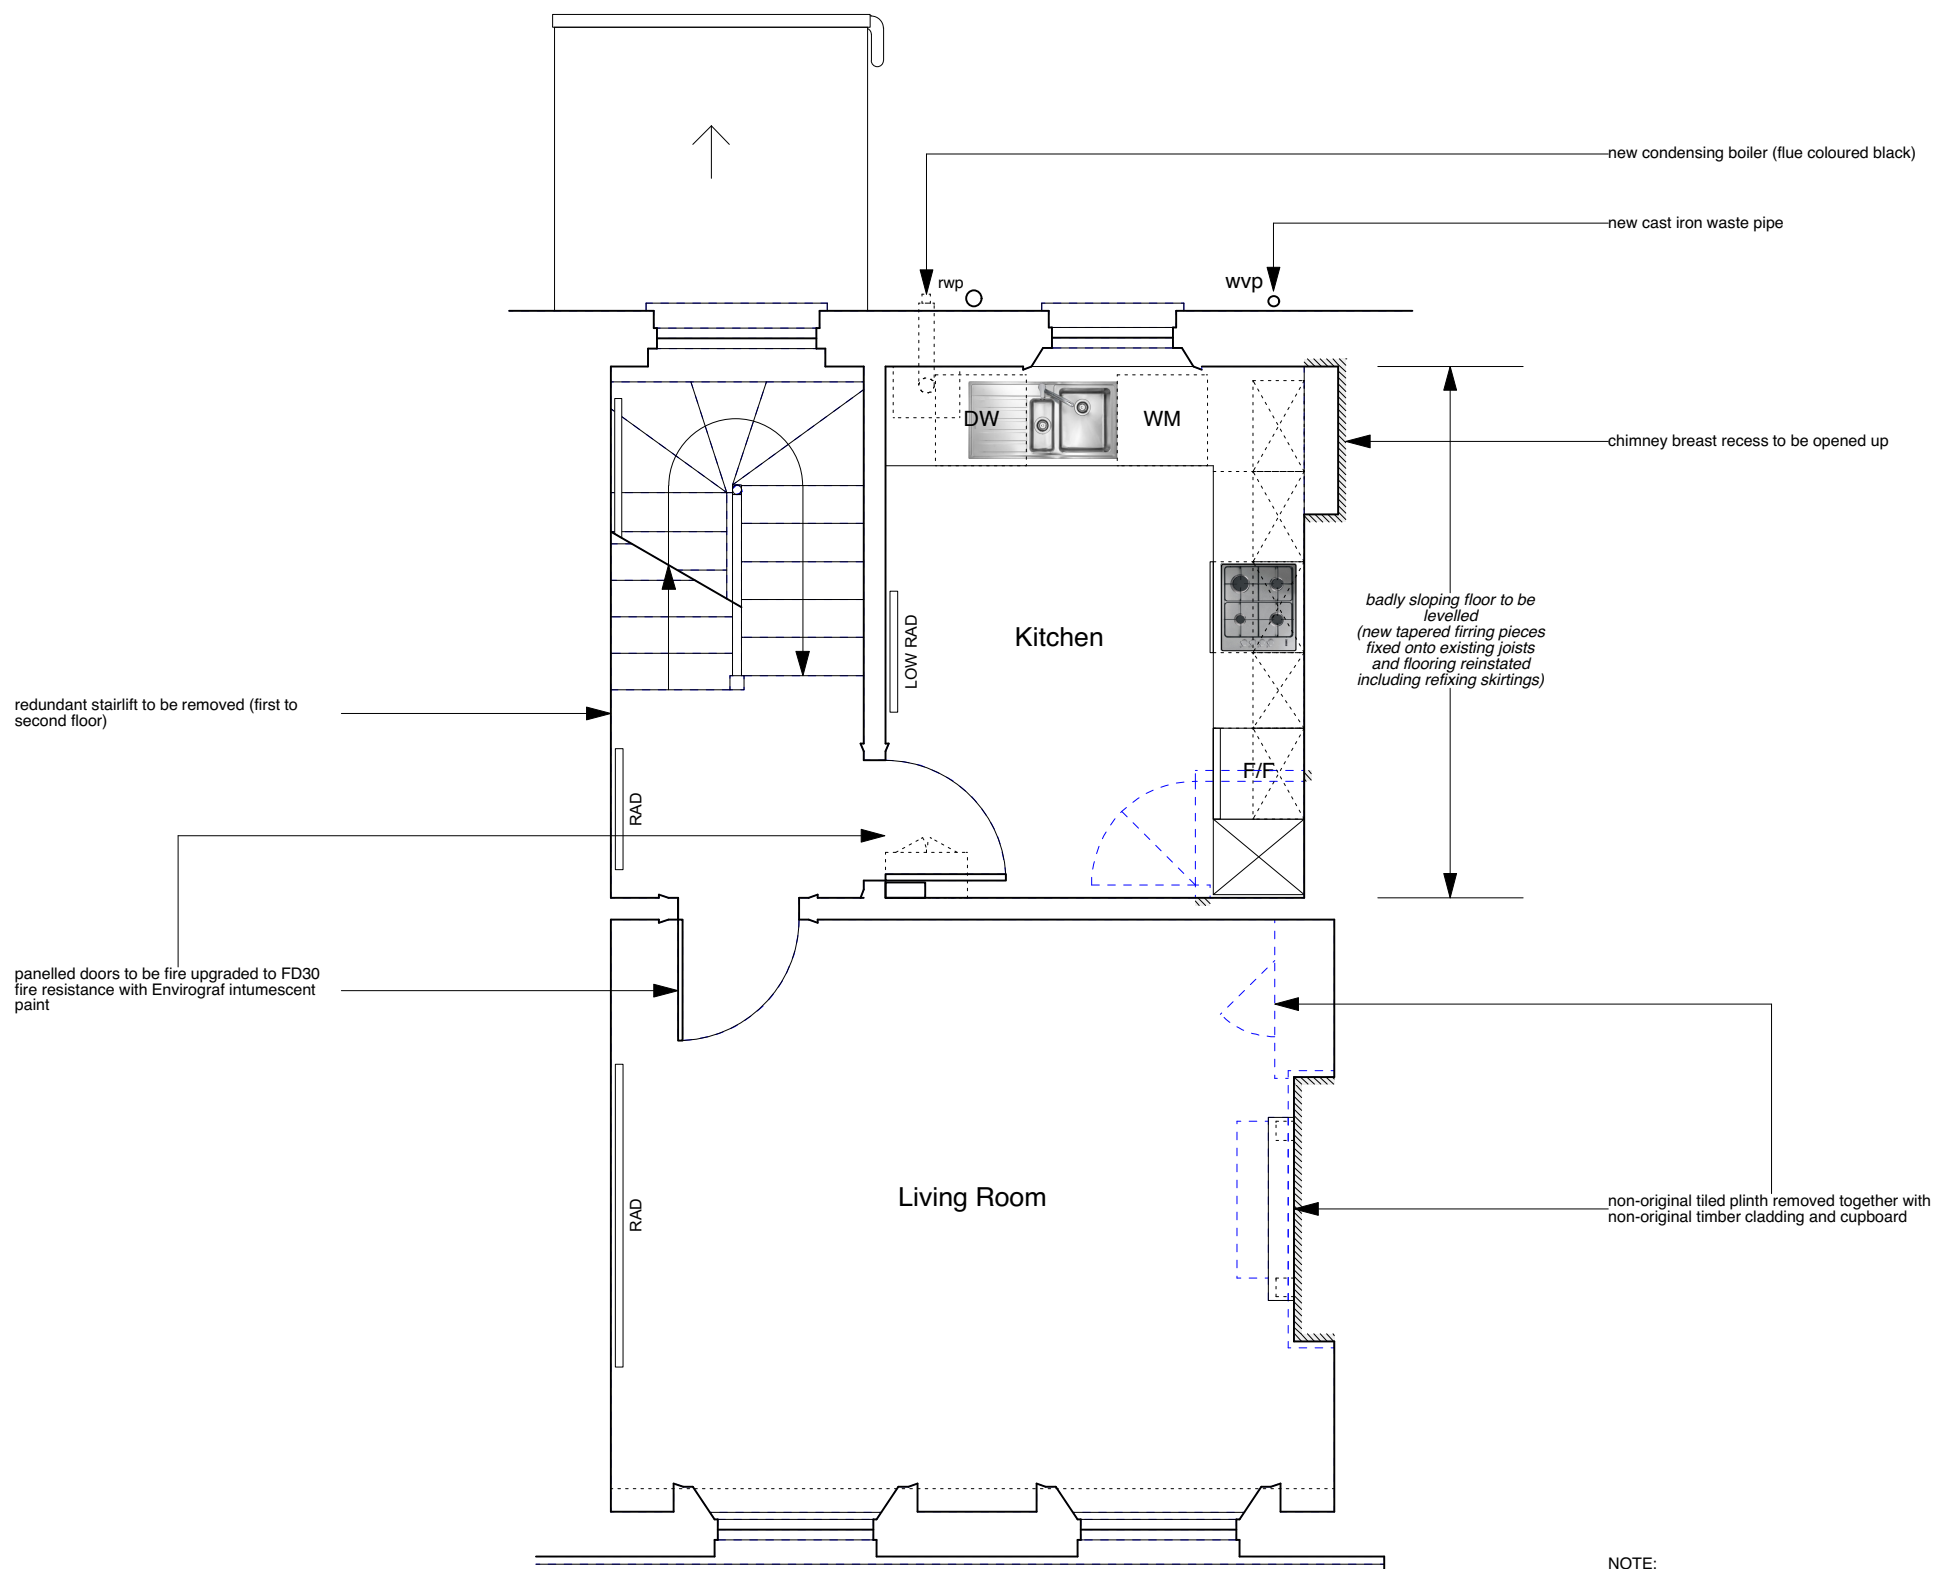 new condensing boiler (flue coloured black)
new cast iron waste pipe
rwp
wvp
DW
WM
chimney breast recess to be opened up
badly sloping floor to be
levelled
(new tapered firring pieces
fixed onto existing joists
and flooring reinstated
including refixing skirtings)
Kitchen
LOW RAD
redundant stairlift to be removed (first to
second floor)
F/F
RAD
panelled doors to be fire upgraded to FD30
fire resistance with Envirograf intumescent
paint
Living Room
RAD
non-original tiled plinth removed together with
non-original timber cladding and cupboard
NOTE: